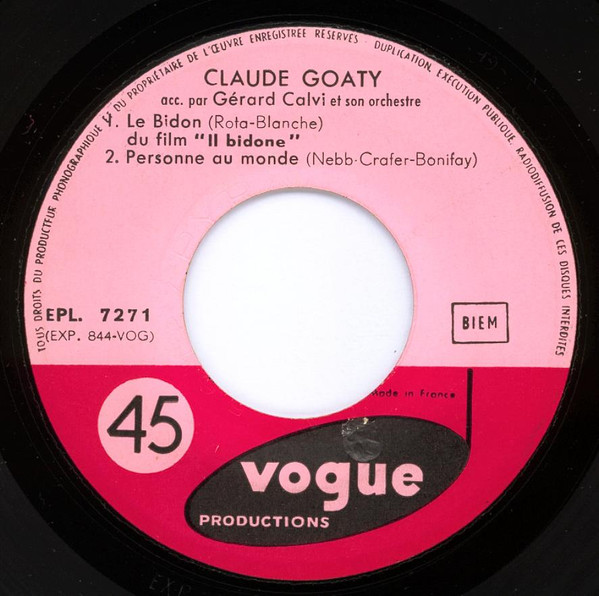 TOUS DROITS DU PRODUCTEUR PHONOGRAPHIQUE ET DU PROPRIÉTAIRE DE L'ŒUVRE ENREGISTRÉE RÉSERVÉS - DUPLICATION, EXÉCUTION PUBLIQUE, RADIODIFFUSION DE CES DISQUES INTERDITES
CLAUDE GOATY
acc. par Gérard Calvi et son orchestre
1. Le Bidon (Rota-Blanche)
du film "Il bidone"
2. Personne au monde (Nebb-Crafer-Bonifay)
EPL. 7271
(EXP. 844-VOG)
BIEM
Made in France
45
vogue
PRODUCTIONS